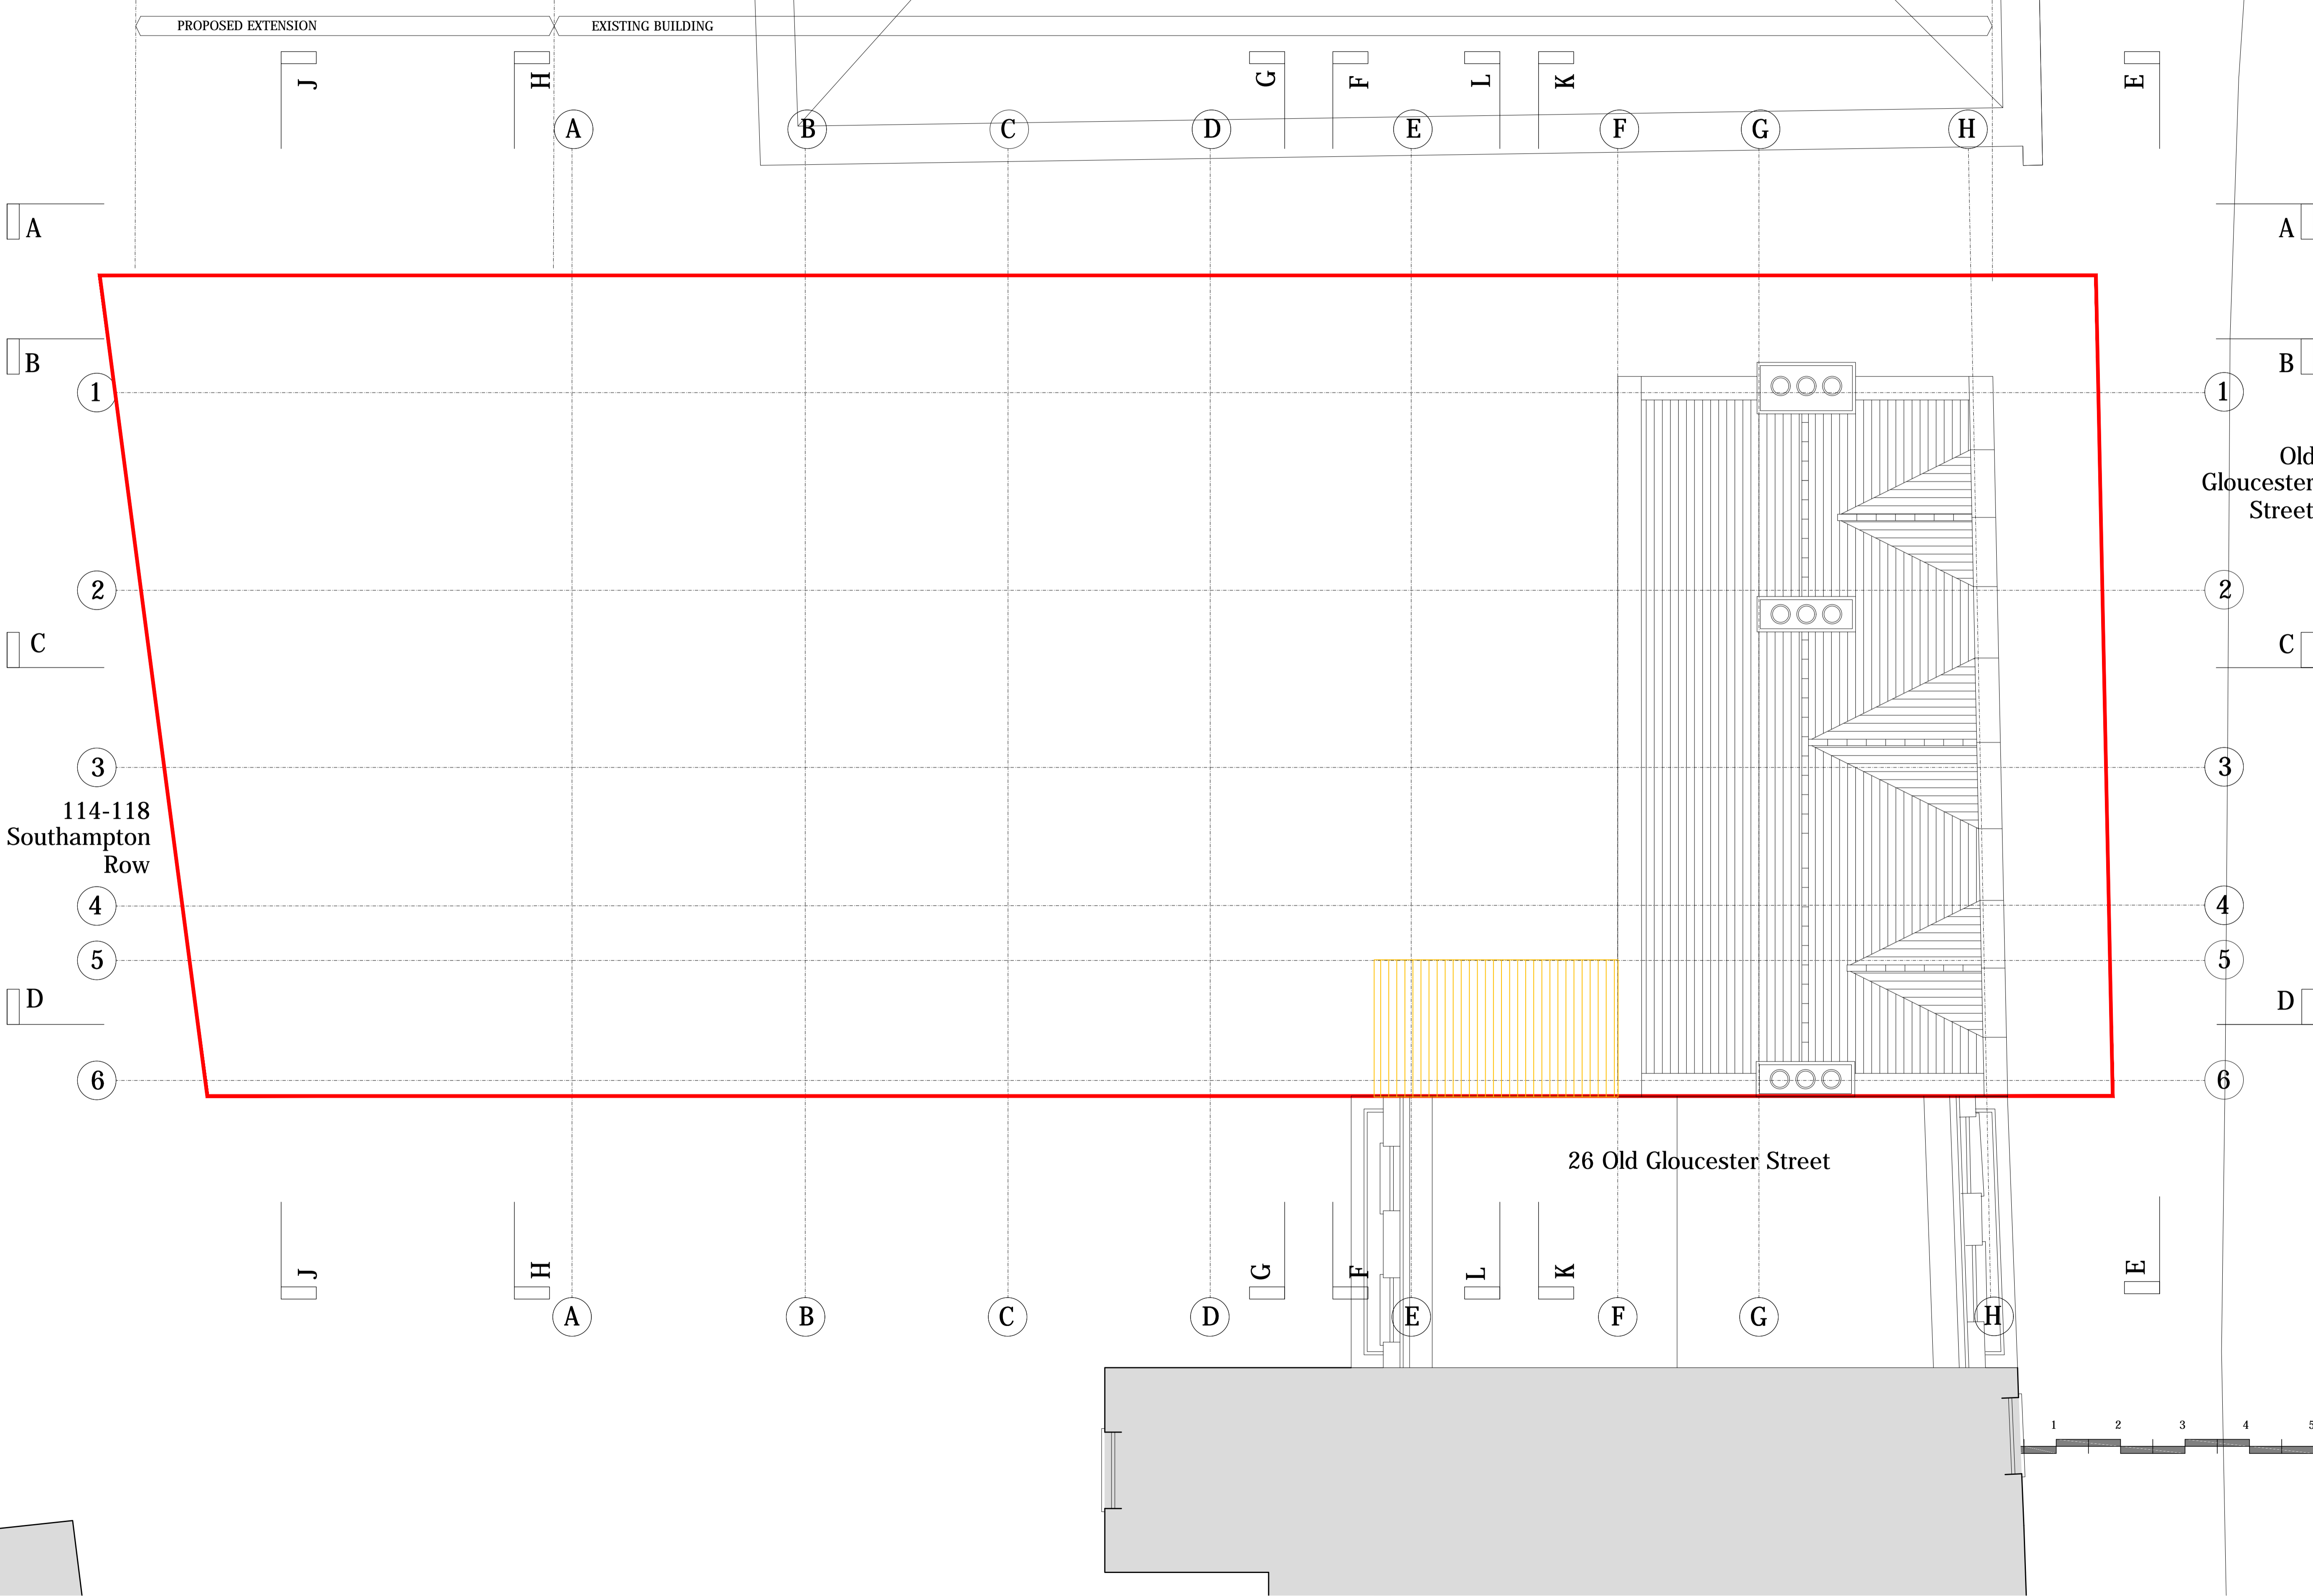 PROPOSED EXTENSION EXISTING BUILDING
J H G F L K E
A B C D E F G H
A A
B B
1 1
Old
Gloucester
Street
2 2
C C
3 3
114-118
Southampton
Row
4 4
5 5
D D
6 6
26 Old Gloucester Street
J H G F L K E
A B C D E F G H
1 2 3 4 5